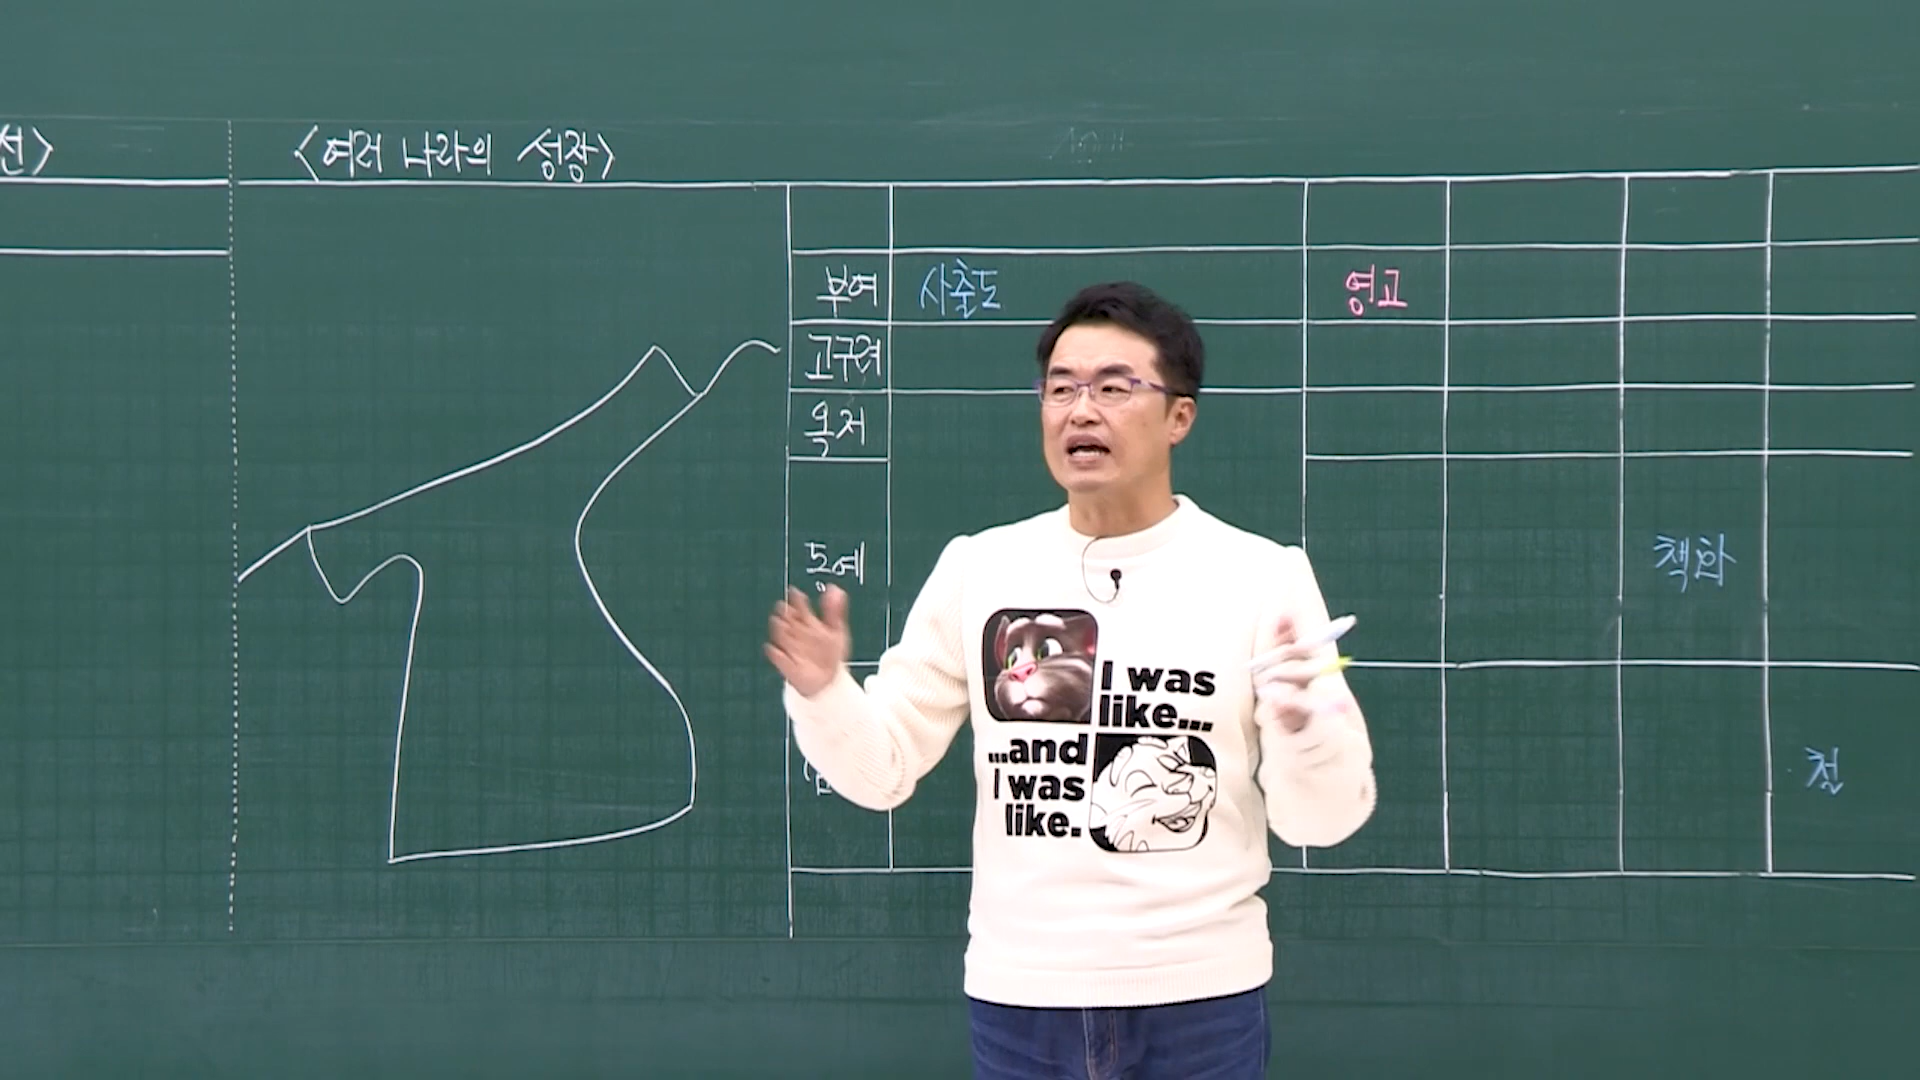 선>
<여러 나라의 성장>
부여 사출도 영고
고구려
옥저
동예 책화
철
I was
like...
...and
I was
like.